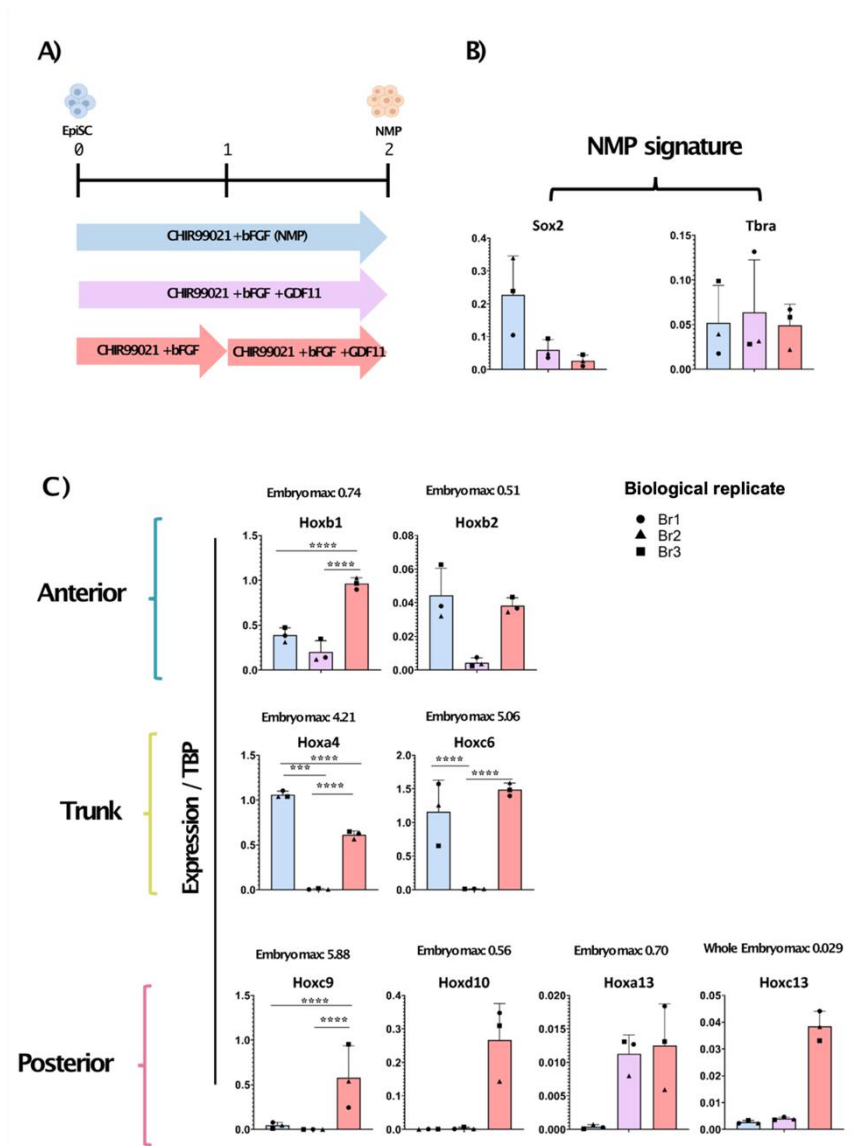 A)
B)
EpiSC
NMP
0
1
2
CHIR99021 +bFGF (NMP)
CHIR99021 +bFGF +GDF11
CHIR99021 +bFGF
CHIR99021 +bFGF +GDF11
NMP signature
Sox2
Tbra
0.4
0.3
0.2
0.1
0.0
0.15
0.10
0.05
0.00
C)
Biological replicate
Br1
Br2
Br3
Expression / TBP
Anterior
Embryo max: 0.74
Hoxb1
1.5
1.0
0.5
0.0
****
****
Embryo max: 0.51
Hoxb2
0.08
0.06
0.04
0.02
0.00
Trunk
Embryo max: 4.21
Hoxa4
1.5
1.0
0.5
0.0
****
***
****
Embryo max: 5.06
Hoxc6
2.0
1.5
1.0
0.5
0.0
****
****
Posterior
Embryo max: 5.88
Hoxc9
1.5
1.0
0.5
0.0
****
****
Embryo max: 0.56
Hoxd10
0.4
0.3
0.2
0.1
0.0
Embryo max: 0.70
Hoxa13
0.020
0.015
0.010
0.005
0.000
Whole Embryo max: 0.029
Hoxc13
0.05
0.04
0.03
0.02
0.01
0.00